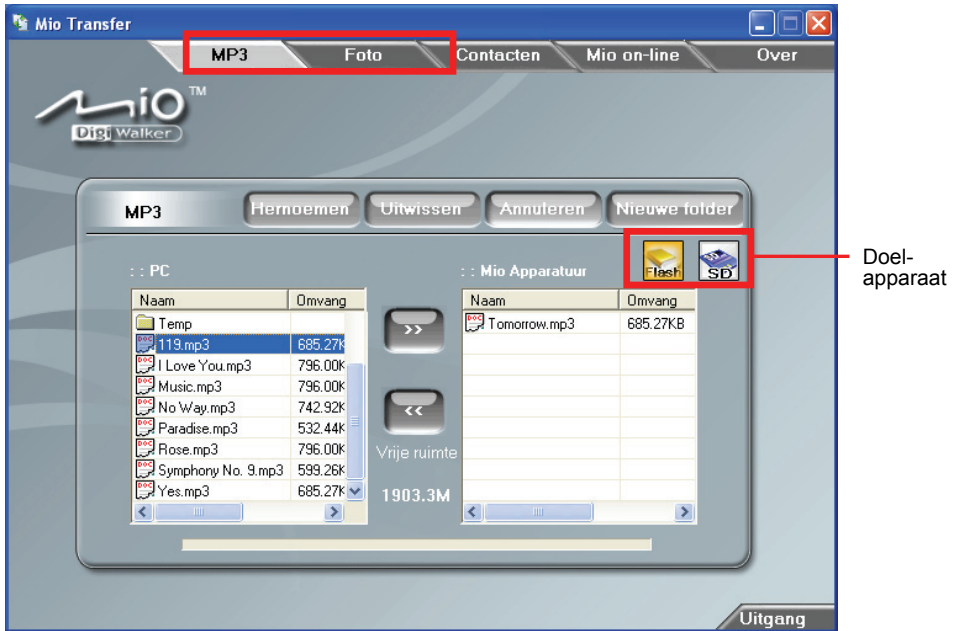 Mio Transfer
MP3 Foto Contacten Mio on-line Over
Mio TM
Digi Walker
MP3 Hernoemen Uitwissen Annuleren Nieuwe folder
Flash SD
Doel-
apparaat
: : PC
: : Mio Apparatuur
Naam Omvang
Temp
119.mp3 685.27K
I Love You.mp3 796.00K
Music.mp3 796.00K
No Way.mp3 742.92K
Paradise.mp3 532.44K
Rose.mp3 796.00K
Symphony No. 9.mp3 599.26K
Yes.mp3 685.27K
>>
<<
Vrije ruimte
1903.3M
Naam Omvang
Tomorrow.mp3 685.27KB
Uitgang